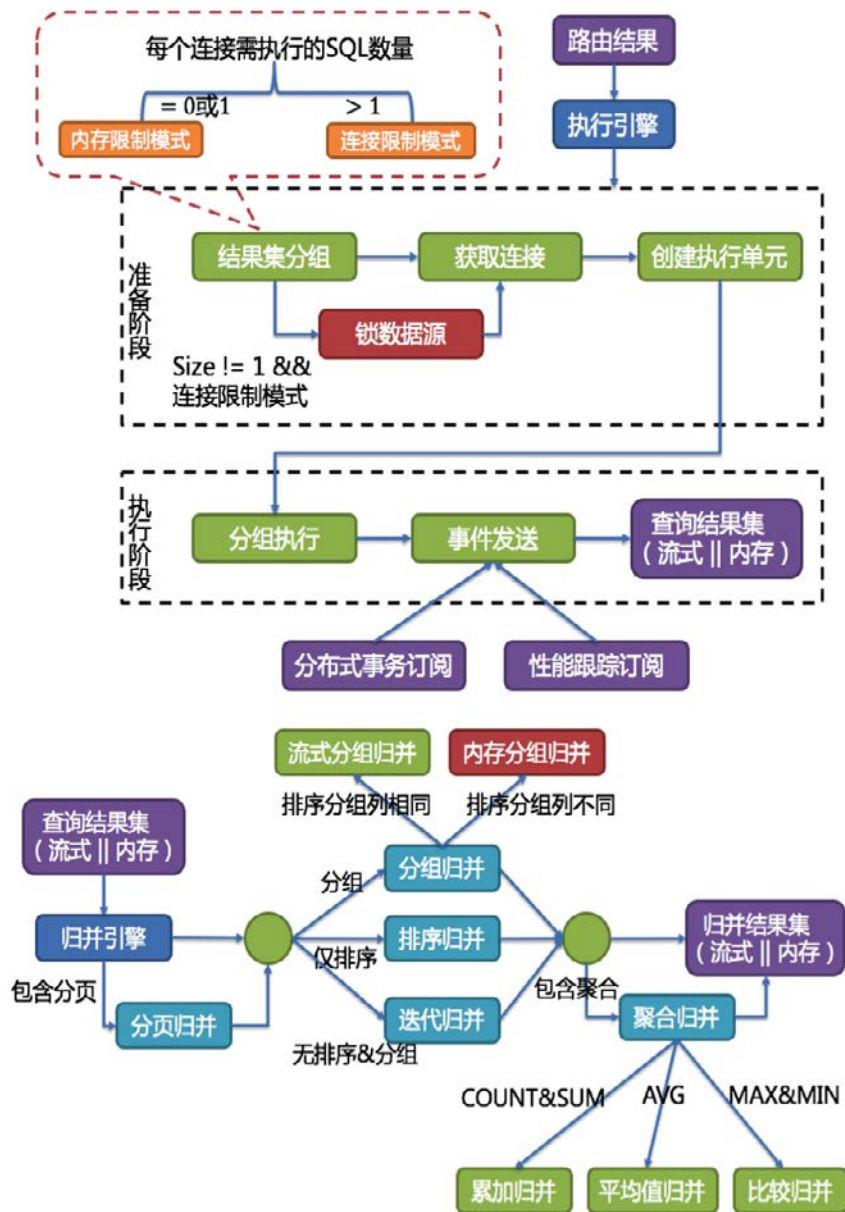 每个连接需执行的SQL数量
= 0或1
> 1
内存限制模式
连接限制模式
路由结果
执行引擎
准备阶段
结果集分组
获取连接
创建执行单元
锁数据源
Size != 1 &&
连接限制模式
执行阶段
分组执行
事件发送
查询结果集
（流式 || 内存）
分布式事务订阅
性能跟踪订阅
流式分组归并
内存分组归并
排序分组列相同
排序分组列不同
查询结果集
（流式 || 内存）
分组
分组归并
归并引擎
排序归并
仅排序
归并结果集
（流式 || 内存）
包含分页
包含聚合
分页归并
迭代归并
聚合归并
无排序&分组
COUNT&SUM
AVG
MAX&MIN
累加归并
平均值归并
比较归并